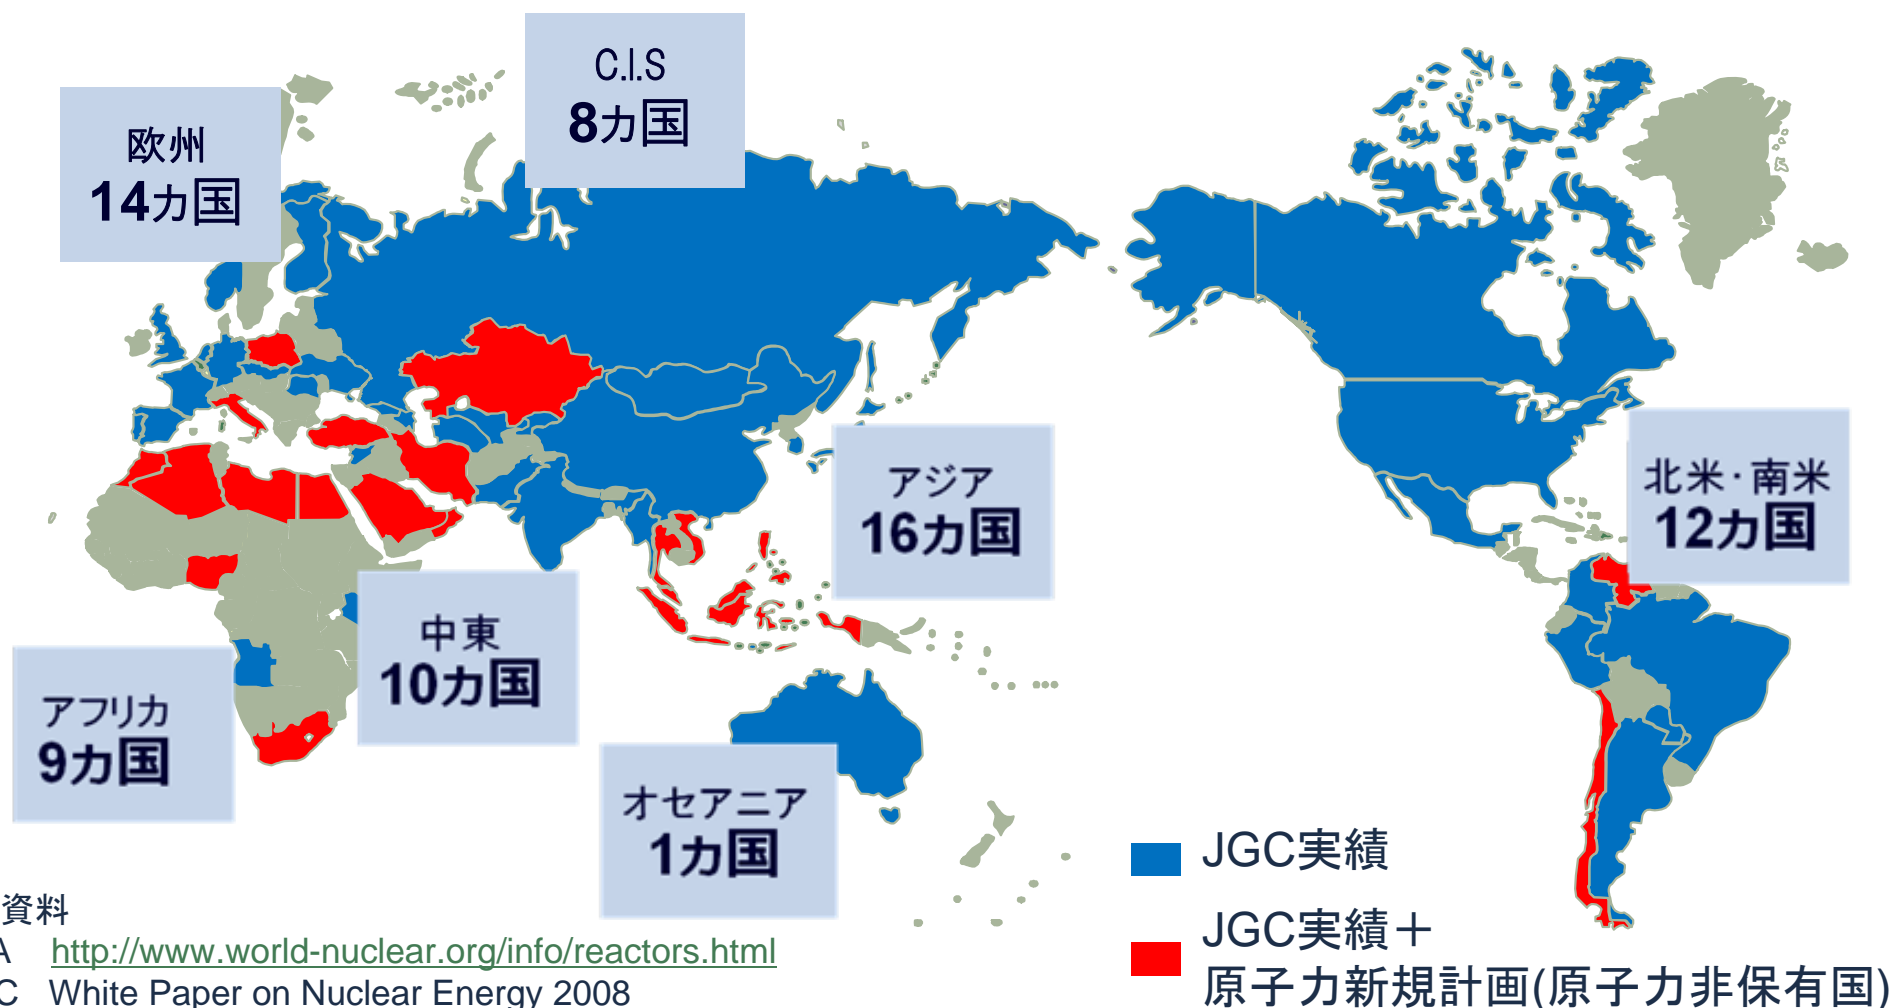 C.I.S
8カ国
欧州
14カ国
アジア
16カ国
北米・南米
12カ国
中東
10カ国
アフリカ
9カ国
オセアニア
1カ国
JGC実績
JGC実績＋
原子力新規計画(原子力非保有国)
資料
A http://www.world-nuclear.org/info/reactors.html
C White Paper on Nuclear Energy 2008